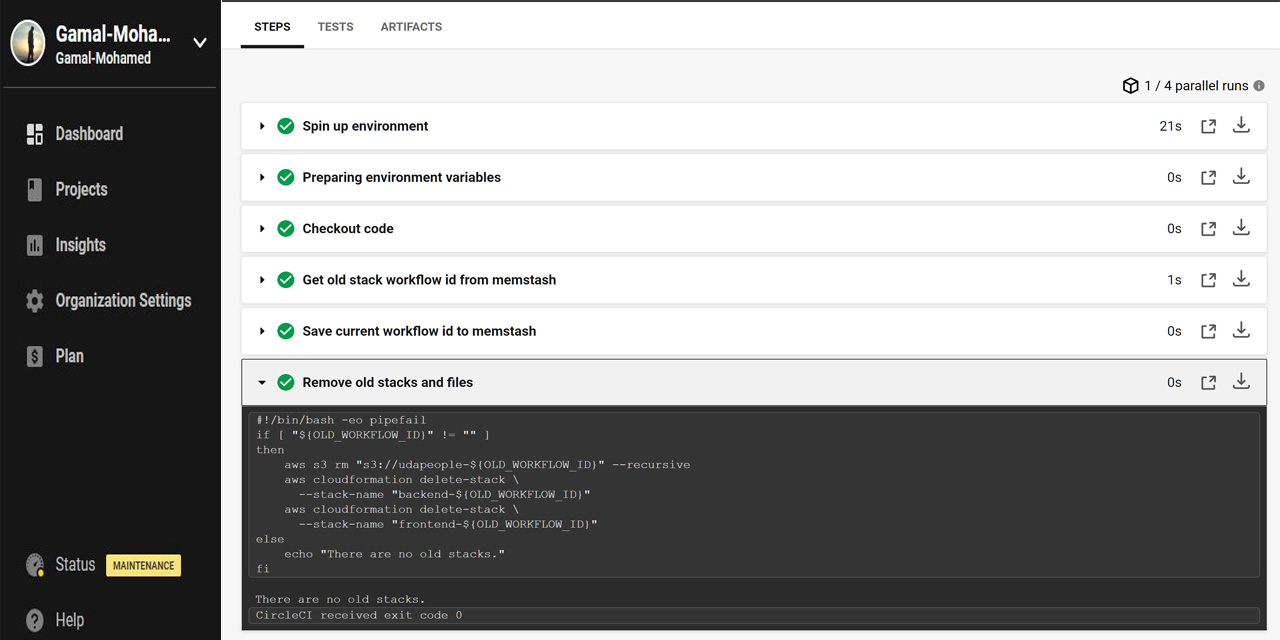 Gamal-Moha...
Gamal-Mohamed
Dashboard
Projects
Insights
Organization Settings
Plan
Status MAINTENANCE
Help
STEPS TESTS ARTIFACTS
1 / 4 parallel runs
Spin up environment 21s
Preparing environment variables 0s
Checkout code 0s
Get old stack workflow id from memstash 1s
Save current workflow id to memstash 0s
Remove old stacks and files 0s
#!/bin/bash -eo pipefail
if [ "${OLD_WORKFLOW_ID}" != "" ]
then
    aws s3 rm "s3://udapeople-${OLD_WORKFLOW_ID}" --recursive
    aws cloudformation delete-stack \
      --stack-name "backend-${OLD_WORKFLOW_ID}"
    aws cloudformation delete-stack \
      --stack-name "frontend-${OLD_WORKFLOW_ID}"
else
    echo "There are no old stacks."
fi
There are no old stacks.
CircleCI received exit code 0